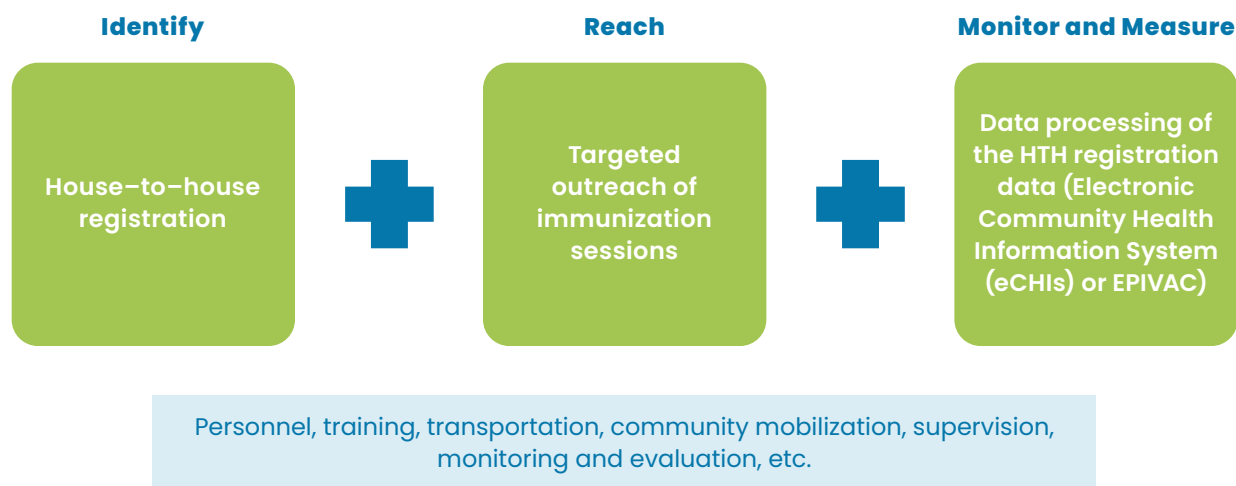 Identify
House–to–house
registration
Reach
Targeted
outreach of
immunization
sessions
Monitor and Measure
Data processing of
the HTH registration
data (Electronic
Community Health
Information System
(eCHIs) or EPIVAC)
Personnel, training, transportation, community mobilization, supervision,
monitoring and evaluation, etc.